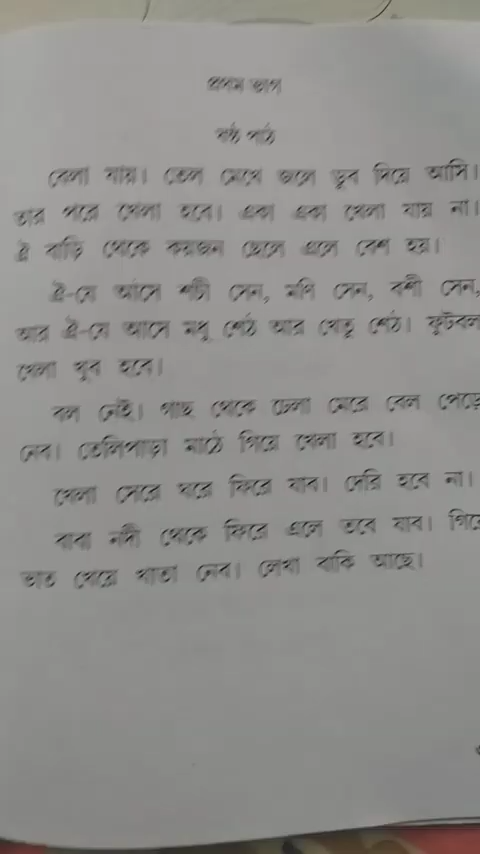 প্রথম ভাগ
ষষ্ঠ পাঠ
বেলা যায়। তেল মেখে জলে ডুব দিয়ে আসি।
তার পরে খেলা হবে। একা একা খেলা যায় না।
ঐ বাড়ি থেকে কয়জন ছেলে এলে বেশ হয়।
ঐ-যে আসে শচী সেন, মণি সেন, বংশী সেন,
আর ঐ-যে আসে মধু শেঠ আর খেতু শেঠ। ফুটবল
খেলা খুব হবে।
বল নেই। গাছ থেকে ঢেলা মেরে বেল পেড়ে
নেব। তেলিপাড়া মাঠে গিয়ে খেলা হবে।
খেলা সেরে ঘরে ফিরে যাব। দেরি হবে না।
বাবা নদী থেকে ফিরে এলে তবে যাব। গিয়ে
ভাত খেয়ে খাতা নেব। লেখা বাকি আছে।